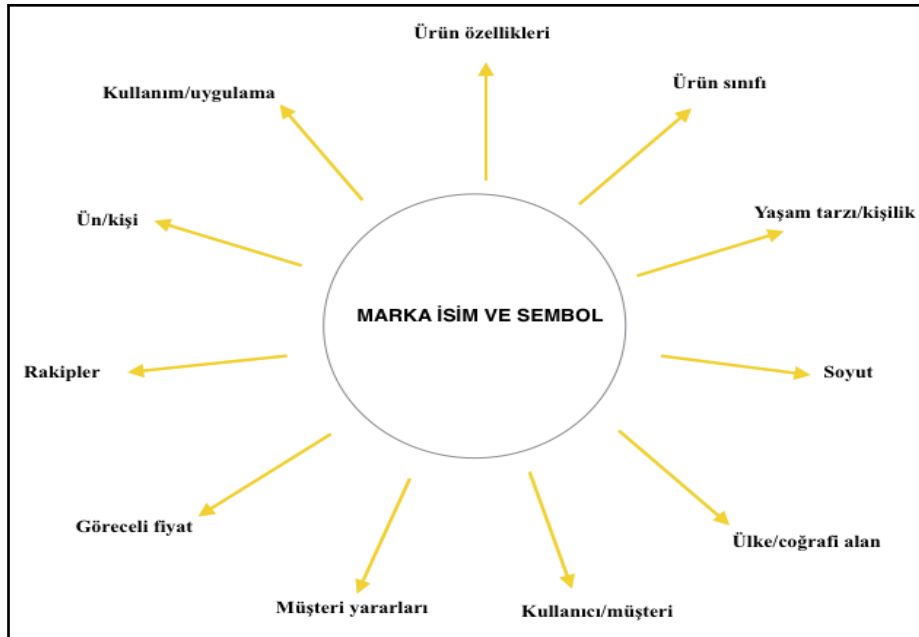 Ürün özellikleri
Ürün sınıfı
Kullanım/uygulama
Yaşam tarzı/kişilik
Ün/kişi
MARKA İSİM VE SEMBOL
Rakipler
Soyut
Göreceli fiyat
Ülke/coğrafi alan
Müşteri yararları
Kullanıcı/müşteri